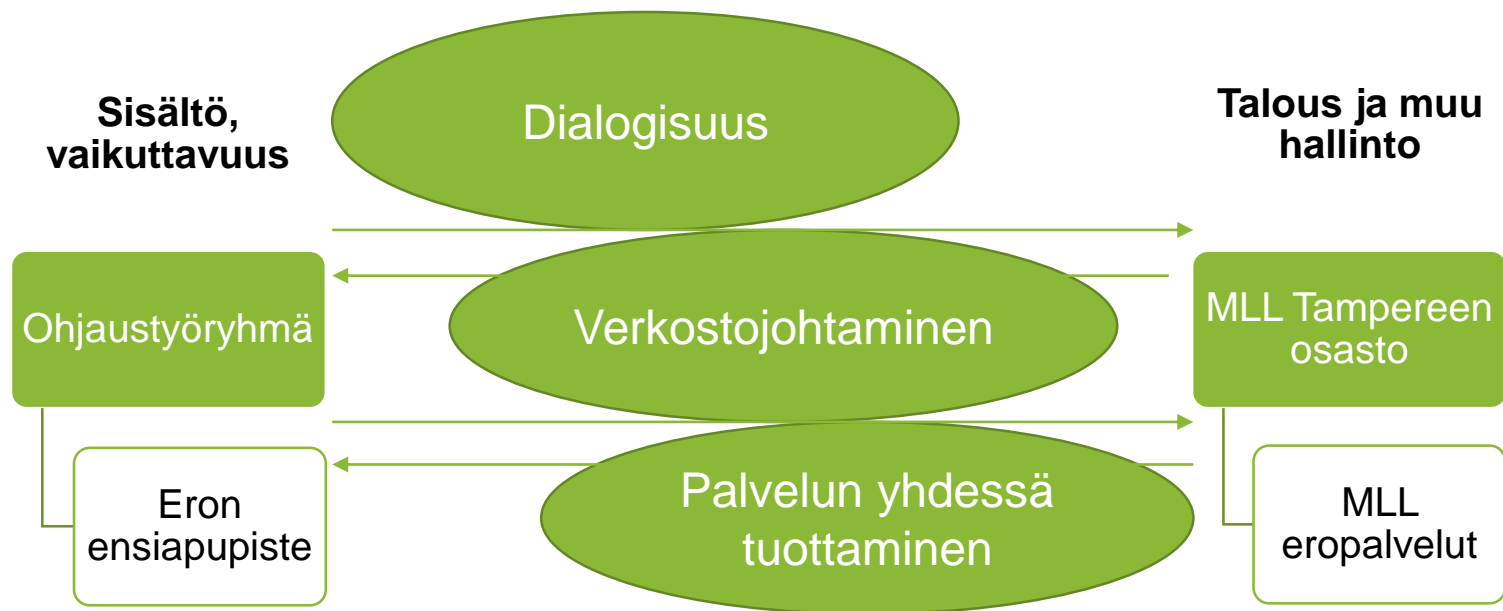 Sisältö,
vaikuttavuus
Dialogisuus
Talous ja muu
hallinto
Ohjaustyöryhmä
Verkostojohtaminen
MLL Tampereen
osasto
Eron
ensiapupiste
Palvelun yhdessä
tuottaminen
MLL
eropalvelut